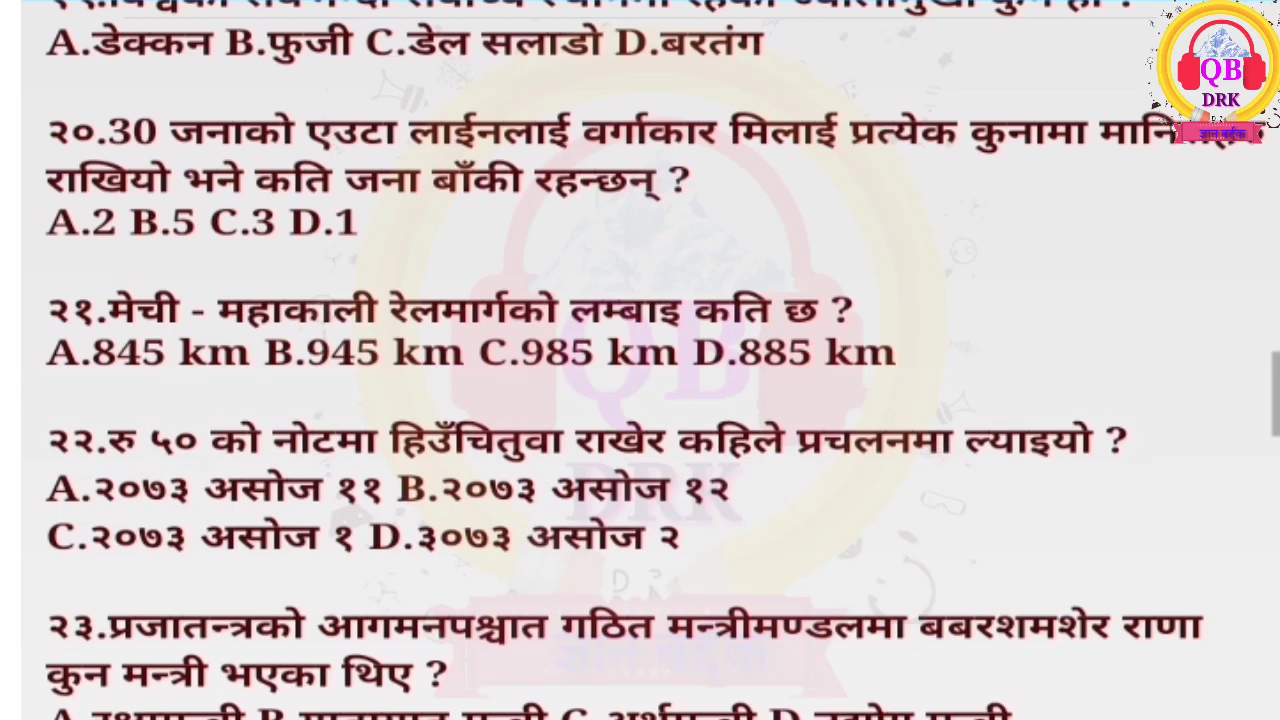 A.डेक्कन B.फुजी C.डेल सलाडो D.बरतंग
QB
DRK
२०.30 जनाको एउटा लाईनलाई वर्गाकार मिलाई प्रत्येक कुनामा
राखियो भने कति जना बाँकी रहन्छन् ?
A.2 B.5 C.3 D.1
२१.मेची - महाकाली रेलमार्गको लम्बाइ कति छ ?
A.845 km B.945 km C.985 km D.885 km
२२.रु ५० को नोटमा हिउँचितुवा राखेर कहिले प्रचलनमा ल्याइयो ?
A.२०७३ असोज ११ B.२०७३ असोज १२
C.२०७३ असोज १ D.३०७३ असोज २
२३.प्रजातन्त्रको आगमनपश्चात गठित मन्त्रीमण्डलमा बबरशमशेर राणा
कुन मन्त्री भएका थिए ?
QB
DRK